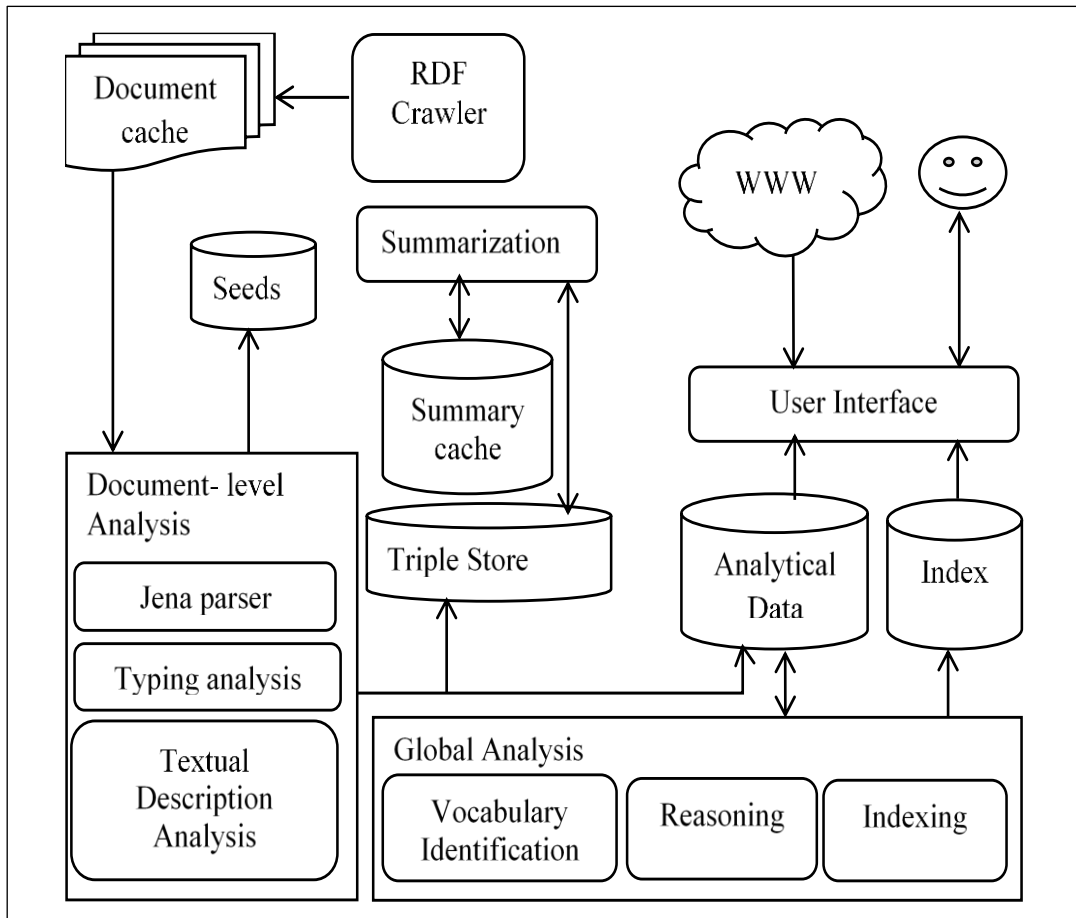 Document
cache
RDF
Crawler
WWW
Seeds
Summarization
Summary
cache
User Interface
Document- level
Analysis
Jena parser
Typing analysis
Textual
Description
Analysis
Triple Store
Analytical
Data
Index
Global Analysis
Vocabulary
Identification
Reasoning
Indexing